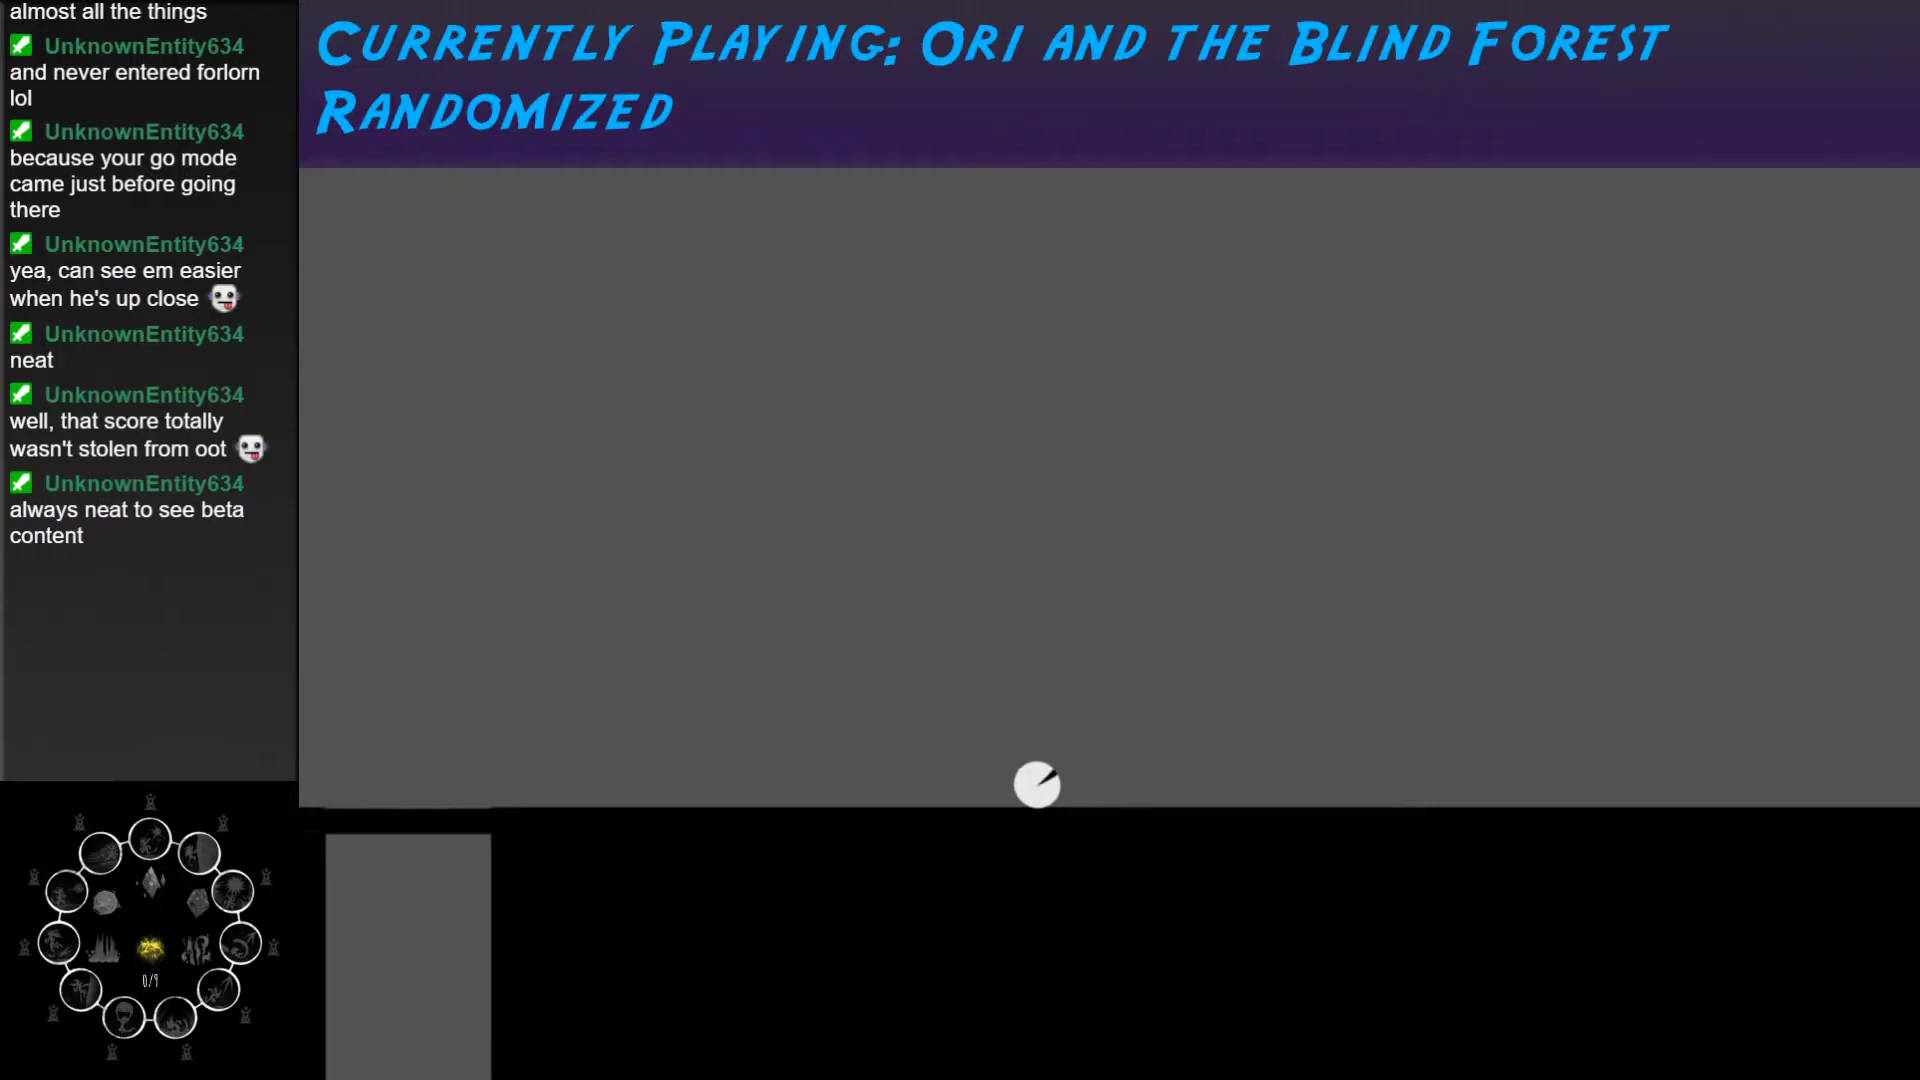 almost all the things
UnknownEntity634
and never entered forlorn
lol
UnknownEntity634
because your go mode
came just before going
there
UnknownEntity634
yea, can see em easier
when he's up close
UnknownEntity634
neat
UnknownEntity634
well, that score totally
wasn't stolen from oot
UnknownEntity634
always neat to see beta
content
Currently Playing: Ori and the Blind Forest
Randomized
0/9